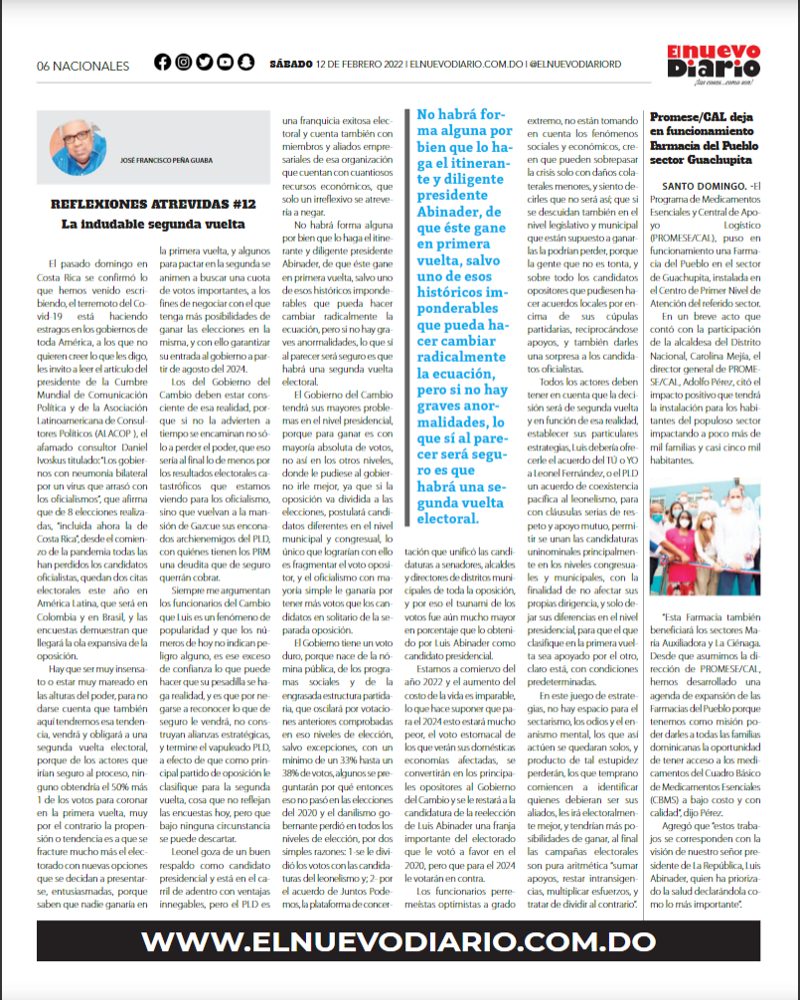 06 NACIONALES
SÁBADO 12 DE FEBRERO 2022 | ELNUEVODIARIO.COM.DO | @ELNUEVODIARIORD
El nuevo
Diario
¡las cosas...como son!
JOSÉ FRANCISCO PEÑA GUABA
REFLEXIONES ATREVIDAS #12
La indudable segunda vuelta
El pasado domingo en
Costa Rica se confirmó lo
que hemos venido escri-
biendo, el terremoto del Co-
vid-19 está haciendo
estragos en los gobiernos de
toda América, a los que no
quieren creer lo que les digo,
les invito a leer el artículo del
presidente de la Cumbre
Mundial de Comunicación
Política y de la Asociación
Latinoamericana de Consul-
tores Políticos (ALACOP ), el
afamado consultor Daniel
Ivoskus titulado: "Los gobier-
nos con neumonía bilateral
por un virus que arrasó con
los oficialismos", que afirma
que de 8 elecciones realiza-
das, "incluida ahora la de
Costa Rica", desde el comien-
zo de la pandemia todas las
han perdidos los candidatos
oficialistas, quedan dos citas
electorales este año en
América Latina, que será en
Colombia y en Brasil, y las
encuestas demuestran que
llegará la ola expansiva de la
oposición.
Hay que ser muy insensa-
to o estar muy mareado en
las alturas del poder, para no
darse cuenta que también
aquí tendremos esa tenden-
cia, vendrá y obligará a una
segunda vuelta electoral,
porque de los actores que
irían seguro al proceso, nin-
guno obtendría el 50% más
1 de los votos para coronar
en la primera vuelta, muy
por el contrario la propen-
sión o tendencia es a que se
fracture mucho más el elec-
torado con nuevas opciones
que se decidan a presentar-
se, entusiasmadas, porque
saben que nadie ganaría en
la primera vuelta, y algunos
para pactar en la segunda se
animen a buscar una cuota
de votos importantes, a los
fines de negociar con el que
tenga más posibilidades de
ganar las elecciones en la
misma, y con ello garantizar
su entrada al gobierno a par-
tir de agosto del 2024.
Los del Gobierno del
Cambio deben estar cons-
ciente de esa realidad, por-
que si no la advierten a
tiempo se encaminan no só-
lo a perder el poder, que eso
sería al final lo de menos por
los resultados electorales ca-
tastróficos que estamos
viendo para los oficialismo,
sino que vuelvan a la man-
sión de Gazcue sus encona-
dos archienemigos del PLD,
con quiénes tienen los PRM
una deudita que de seguro
querrán cobrar.
Siempre me argumentan
los funcionarios del Cambio
que Luis es un fenómeno de
popularidad y que los nú-
meros de hoy no indican pe-
ligro alguno, es ese exceso
de confianza lo que puede
hacer que su pesadilla se ha-
ga realidad, y es que por ne-
garse a reconocer lo que de
seguro le vendrá, no cons-
truyan alianzas estratégicas,
y termine el vapuleado PLD,
a efecto de que como prin-
cipal partido de oposición le
clasifique para la segunda
vuelta, cosa que no reflejan
las encuestas hoy, pero que
bajo ninguna circunstancia
se puede descartar.
Leonel goza de un buen
respaldo como candidato
presidencial y está en el ca-
rril de adentro con ventajas
innegables, pero el PLD es
una franquicia exitosa elec-
toral y cuenta también con
miembros y aliados empre-
sariales de esa organización
que cuentan con cuantiosos
recursos económicos, que
solo un irreflexivo se atreve-
ría a negar.
No habrá forma alguna
por bien que lo haga el itine-
rante y diligente presidente
Abinader, de que éste gane
en primera vuelta, salvo uno
de esos históricos impondera-
bles que pueda hacer
cambiar radicalmente la
ecuación, pero si no hay gra-
ves anormalidades, lo que sí
al parecer será seguro es que
habrá una segunda vuelta
electoral.
El Gobierno del Cambio
tendrá sus mayores proble-
mas en el nivel presidencial,
porque para ganar es con
mayoría absoluta de votos,
no así en los otros niveles,
donde le pudiese al gobier-
no irle mejor, ya que si la
oposición va dividida a las
elecciones, postulará candi-
datos diferentes en el nivel
municipal y congresual, lo
único que lograrían con ello
es fragmentar el voto oposi-
tor, y el oficialismo con ma-
yoría simple le ganaría por
tener más votos que los can-
didatos en solitario de la se-
parada oposición.
El Gobierno tiene un voto
duro, porque nace de la nó-
mina pública, de los progra-
mas sociales y de la
engrasada estructura partida-
ria, que oscilará por votacio-
nes anteriores comprobadas
en eso niveles de elección,
salvo excepciones, con un
mínimo de un 33% hasta un
38% de votos, algunos se pre-
guntarán por qué entonces
eso no pasó en las elecciones
del 2020 y el danilismo go-
bernante perdió en todos los
niveles de elección, por dos
simples razones: 1-se le divi-
dió los votos con las candida-
turas del leonelismo y; 2- por
el acuerdo de Juntos Pode-
mos, la plataforma de concer-
No habrá for-
ma alguna por
bien que lo ha-
ga el itineran-
te y diligente
presidente
Abinader, de
que éste gane
en primera
vuelta, salvo
uno de esos
históricos im-
ponderables
que pueda ha-
cer cambiar
radicalmente
la ecuación,
pero si no hay
graves anor-
malidades, lo
que sí al pare-
cer será segu-
ro es que
habrá una se-
gunda vuelta
electoral.
tación que unificó las candi-
daturas a senadores, alcaldes
y directores de distritos muni-
cipales de toda la oposición,
y por eso el tsunami de los
votos fue aún mucho mayor
en porcentaje que lo obteni-
do por Luis Abinader como
candidato presidencial.
Estamos a comienzo del
año 2022 y el aumento del
costo de la vida es imparable,
lo que hace suponer que pa-
ra el 2024 esto estará mucho
peor, el voto estomacal de
los que verán sus domésticas
economías afectadas, se
convertirán en los principa-
les opositores al Gobierno
del Cambio y se le restará a la
candidatura de la reelección
de Luis Abinader una franja
importante del electorado
que le votó a favor en el
2020, pero que para el 2024
le votarán en contra.
Los funcionarios perre-
meístas optimistas a grado
extremo, no están tomando
en cuenta los fenómenos
sociales y económicos, cre-
en que pueden sobrepasar
la crisis solo con daños cola-
terales menores, y siento de-
cirles que no será así; que si
se descuidan también en el
nivel legislativo y municipal
que están supuesto a ganar-
las la podrían perder, porque
la gente que no es tonta, y
sobre todo los candidatos
opositores que pudiesen ha-
cer acuerdos locales por en-
cima de sus cúpulas
partidarias, reciprocándose
apoyos, y también darles
una sorpresa a los candida-
tos oficialistas.
Todos los actores deben
tener en cuenta que la deci-
sión será de segunda vuelta
y en función de esa realidad,
establecer sus particulares
estrategias, Luis debería ofre-
cerle el acuerdo del TÚ o YO
a Leonel Fernández, o el PLD
un acuerdo de coexistencia
pacífica al leonelismo, para
con cláusulas serias de res-
peto y apoyo mutuo, permi-
tir se unan las candidaturas
uninominales principalmen-
te en los niveles congresua-
les y municipales, con la
finalidad de no afectar sus
propias dirigencia, y solo de-
jar sus diferencias en el nivel
presidencial, para que el que
clasifique en la primera vuel-
ta sea apoyado por el otro,
claro está, con condiciones
predeterminadas.
En este juego de estrate-
gias, no hay espacio para el
sectarismo, los odios y el en-
anismo mental, los que así
actúen se quedaran solos, y
producto de tal estupidez
perderán, los que temprano
comiencen a identificar
quienes debieran ser sus
aliados, les irá electoralmen-
te mejor, y tendrían más po-
sibilidades de ganar, al final
las campañas electorales
son pura aritmética "sumar
apoyos, restar intransigen-
cias, multiplicar esfuerzos, y
tratar de dividir al contrario".
Promese/CAL deja
en funcionamiento
Farmacia del Pueblo
sector Guachupita
SANTO DOMINGO. -El
Programa de Medicamentos
Esenciales y Central de Apo-
yo Logístico
(PROMESE/CAL), puso en
funcionamiento una Farma-
cia del Pueblo en el sector
de Guachupita, instalada en
el Centro de Primer Nivel de
Atención del referido sector.
En un breve acto que
contó con la participación
de la alcaldesa del Distrito
Nacional, Carolina Mejía, el
director general de PROME-
SE/CAL, Adolfo Pérez, citó el
impacto positivo que tendrá
la instalación para los habi-
tantes del populoso sector
impactando a poco más de
mil familias y casi cinco mil
habitantes.
"Esta Farmacia también
beneficiará los sectores Ma-
ría Auxiliadora y La Ciénaga.
Desde que asumimos la di-
rección de PROMESE/CAL,
hemos desarrollado una
agenda de expansión de las
Farmacias del Pueblo porque
tenemos como misión po-
der darles a todas las familias
dominicanas la oportunidad
de tener acceso a los medi-
camentos del Cuadro Básico
de Medicamentos Esenciales
(CBMS) a bajo costo y con
calidad", dijo Pérez.
Agregó que "estos traba-
jo se corresponden con la
visión de nuestro señor pre-
sidente de La República, Luis
Abinader, quien ha prioriza-
do la salud declarándola co-
mo lo más importante".
WWW.ELNUEVODIARIO.COM.DO